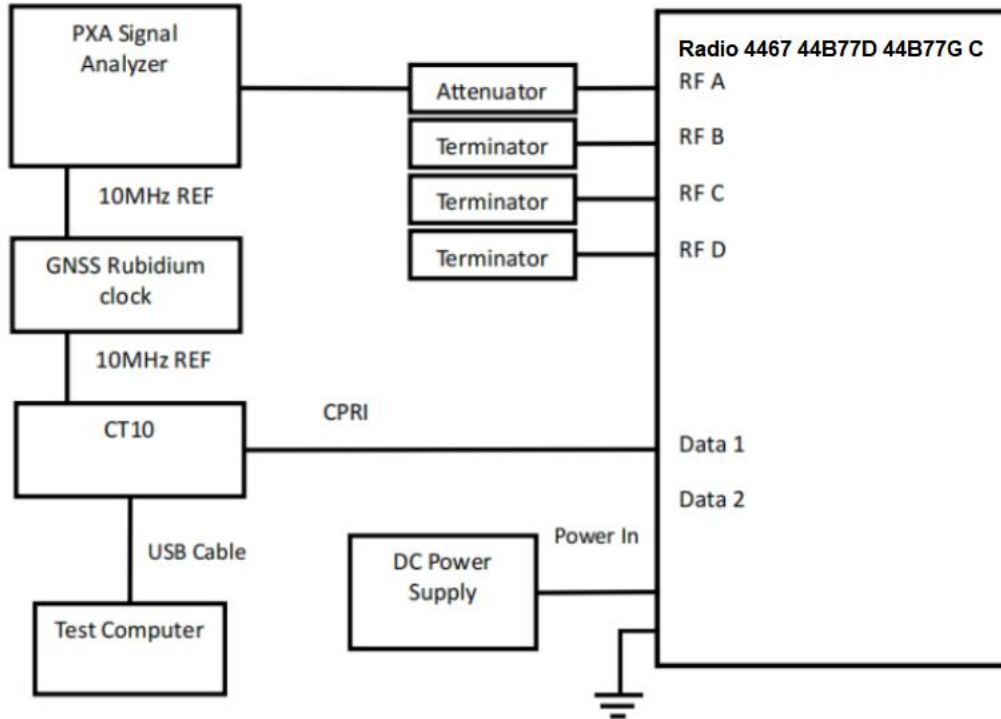 PXA Signal
Analyzer
Radio 4467 44B77D 44B77G C
RF A
Attenuator
RF B
Terminator
RF C
Terminator
RF D
Terminator
10MHz REF
GNSS Rubidium
clock
10MHz REF
CT10
CPRI
Data 1
Data 2
USB Cable
Power In
DC Power
Supply
Test Computer